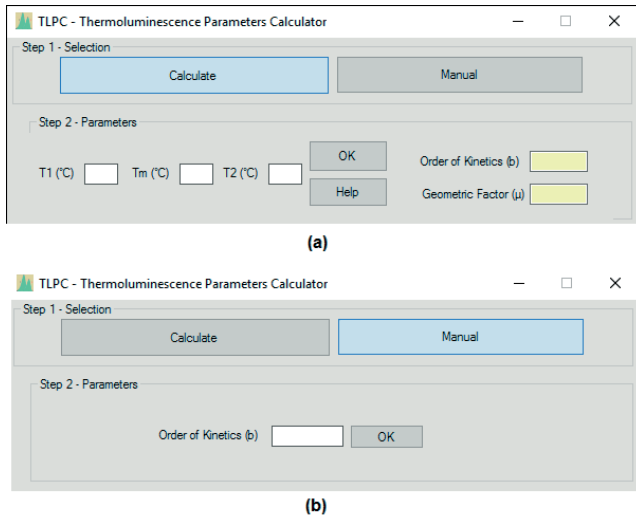 TLPC - Thermoluminescence Parameters Calculator
Step 1 - Selection
Calculate Manual
Step 2 - Parameters
T1 (°C) Tm (°C) T2 (°C) OK Order of Kinetics (b)
Help Geometric Factor (μ)
(a)
TLPC - Thermoluminescence Parameters Calculator
Step 1 - Selection
Calculate Manual
Step 2 - Parameters
Order of Kinetics (b) OK
(b)